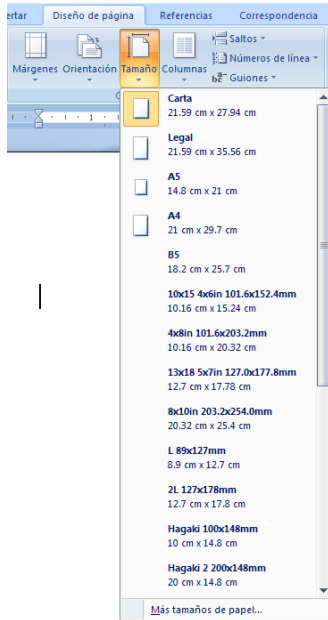 ertar Diseño de página Referencias Correspondencia
Márgenes Orientación Tamaño Columnas
Saltos
Números de línea
Guiones
1
Carta
21.59 cm x 27.94 cm
Legal
21.59 cm x 35.56 cm
A5
14.8 cm x 21 cm
A4
21 cm x 29.7 cm
B5
18.2 cm x 25.7 cm
10x15 4x6in 101.6x152.4mm
10.16 cm x 15.24 cm
4x8in 101.6x203.2mm
10.16 cm x 20.32 cm
13x18 5x7in 127.0x177.8mm
12.7 cm x 17.78 cm
8x10in 203.2x254.0mm
20.32 cm x 25.4 cm
L 89x127mm
8.9 cm x 12.7 cm
2L 127x178mm
12.7 cm x 17.8 cm
Hagaki 100x148mm
10 cm x 14.8 cm
Hagaki 2 200x148mm
20 cm x 14.8 cm
Más tamaños de papel...